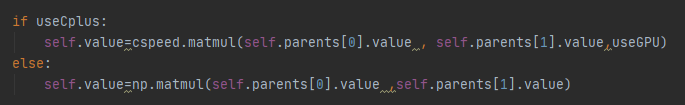 if useCplus:
    self.value=cspeed.matmul(self.parents[0].value , self.parents[1].value,useGPU)
else:
    self.value=np.matmul(self.parents[0].value ,self.parents[1].value)